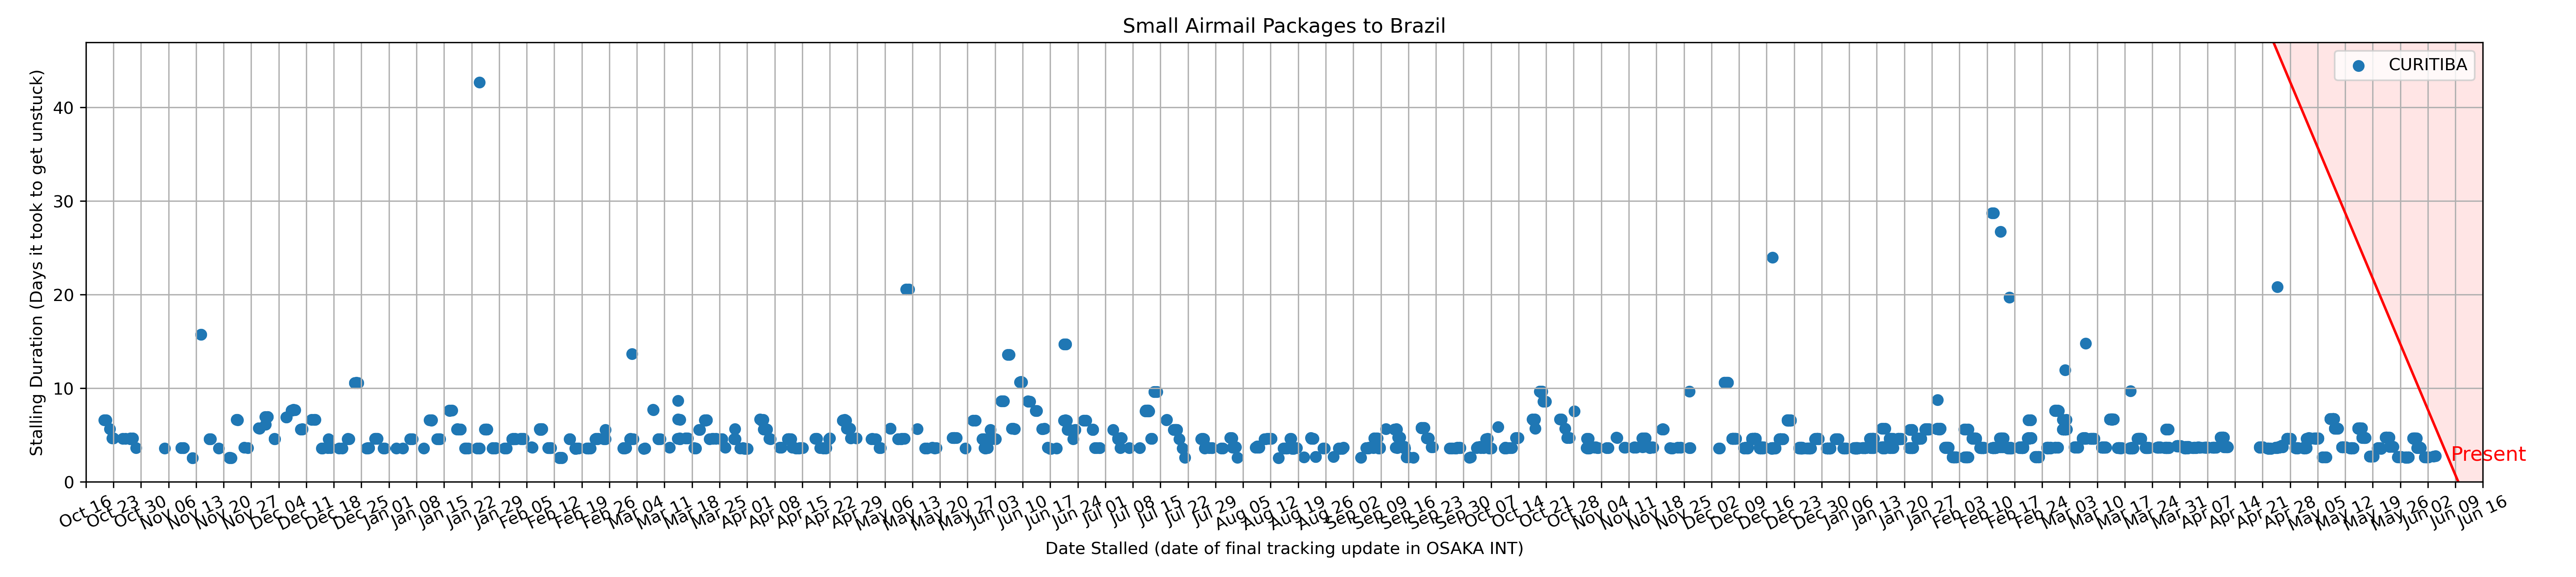 Small Airmail Packages to Brazil
CURITIBA
Stalling Duration (Days it took to get unstuck)
40
30
20
10
0
Present
Oct 16
Oct 23
Oct 30
Nov 06
Nov 13
Nov 20
Nov 27
Dec 04
Dec 11
Dec 18
Dec 25
Jan 01
Jan 08
Jan 15
Jan 22
Jan 29
Feb 05
Feb 12
Feb 19
Feb 26
Mar 04
Mar 11
Mar 18
Mar 25
Apr 01
Apr 08
Apr 15
Apr 22
Apr 29
May 06
May 13
May 20
May 27
Jun 03
Jun 10
Jun 17
Jun 24
Jul 01
Jul 08
Jul 15
Jul 22
Jul 29
Aug 05
Aug 12
Aug 19
Aug 26
Sep 02
Sep 09
Sep 16
Sep 23
Sep 30
Oct 07
Oct 14
Oct 21
Oct 28
Nov 04
Nov 11
Nov 18
Nov 25
Dec 02
Dec 09
Dec 16
Dec 23
Dec 30
Jan 06
Jan 13
Jan 20
Jan 27
Feb 03
Feb 10
Feb 17
Feb 24
Mar 03
Mar 10
Mar 17
Mar 24
Mar 31
Apr 07
Apr 14
Apr 21
Apr 28
May 05
May 12
May 19
May 26
Jun 02
Jun 09
Jun 16
Date Stalled (date of final tracking update in OSAKA INT)